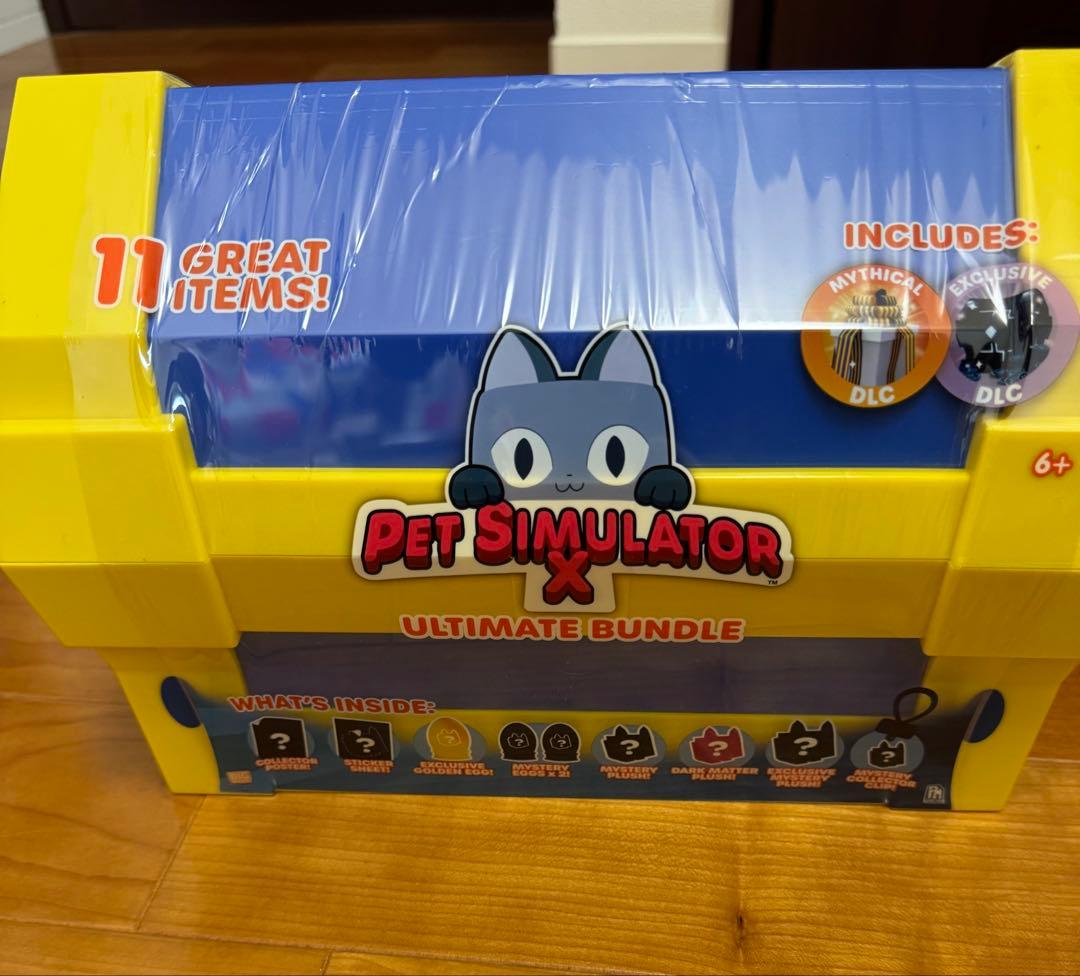 11 GREAT
ITEMS!
INCLUDES:
MYTHICAL
DLC
EXCLUSIVE
DLC
6+
PET SIMULATOR
X
TM
ULTIMATE BUNDLE
WHAT'S INSIDE:
COLLECTOR
POSTER!
STICKER
SHEET!
EXCLUSIVE
GOLDEN EGG!
MYSTERY
EGGS x 2!
MYSTERY
PLUSH!
DARK MATTER
PLUSH!
EXCLUSIVE
MYSTERY
PLUSH!
MYSTERY
COLLECTOR
CLIP!